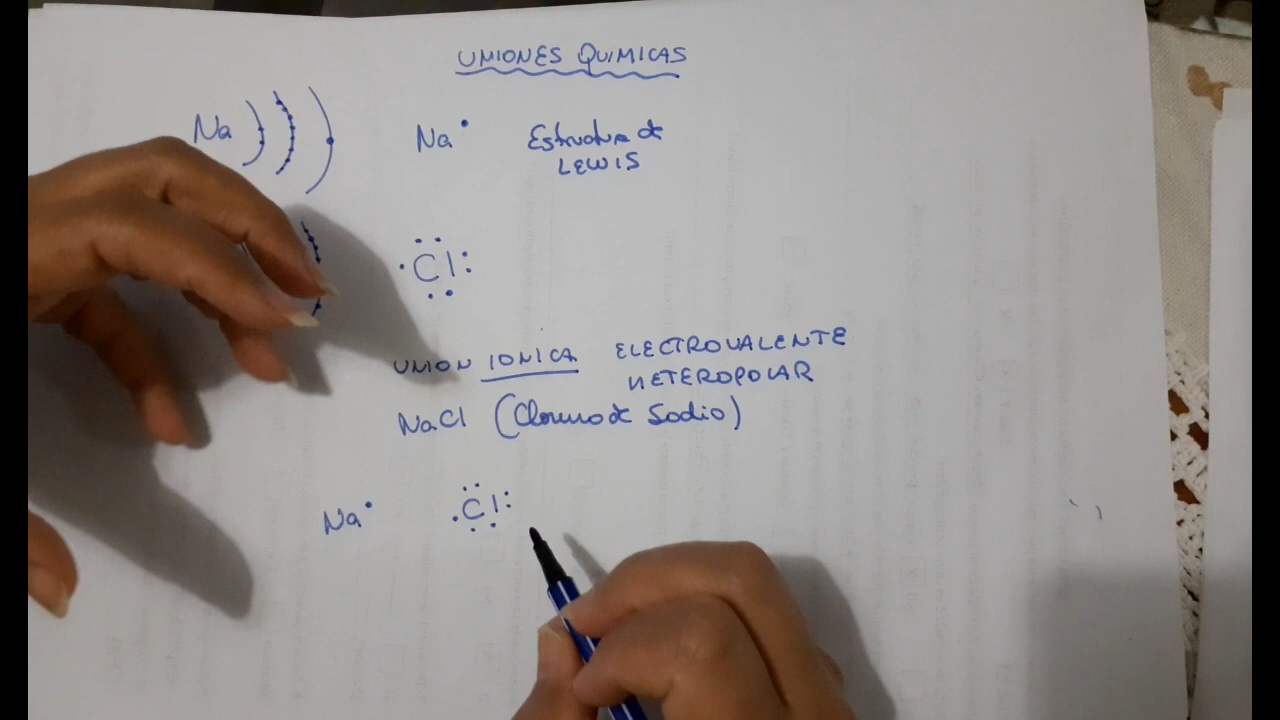 UNIONES QUIMICAS
Na
Na Estructura de
LEWIS
Cl
UNION IONICA ELECTROVALENTE
HETEROPOLAR
NaCl (Cloruro de Sodio)
Na Cl